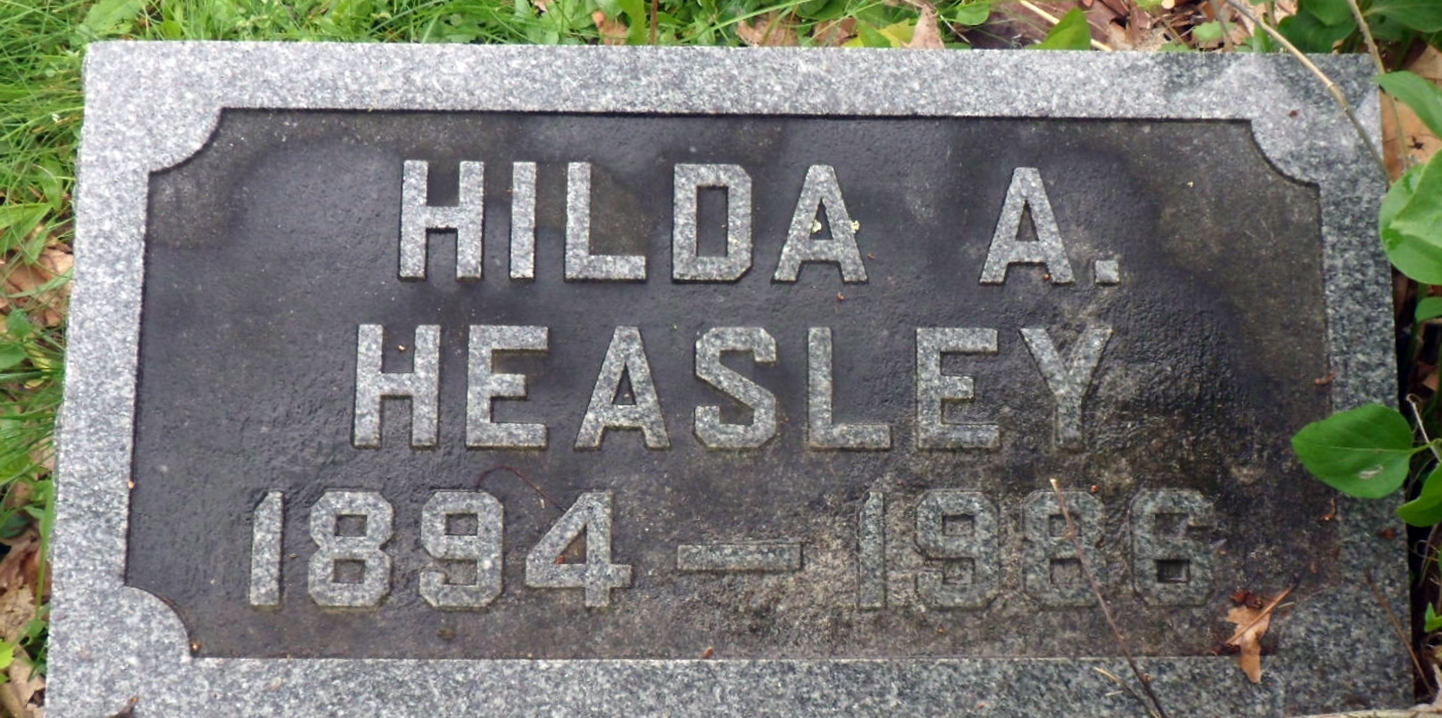 HILDA A.
HEASLEY
1894 — 1986